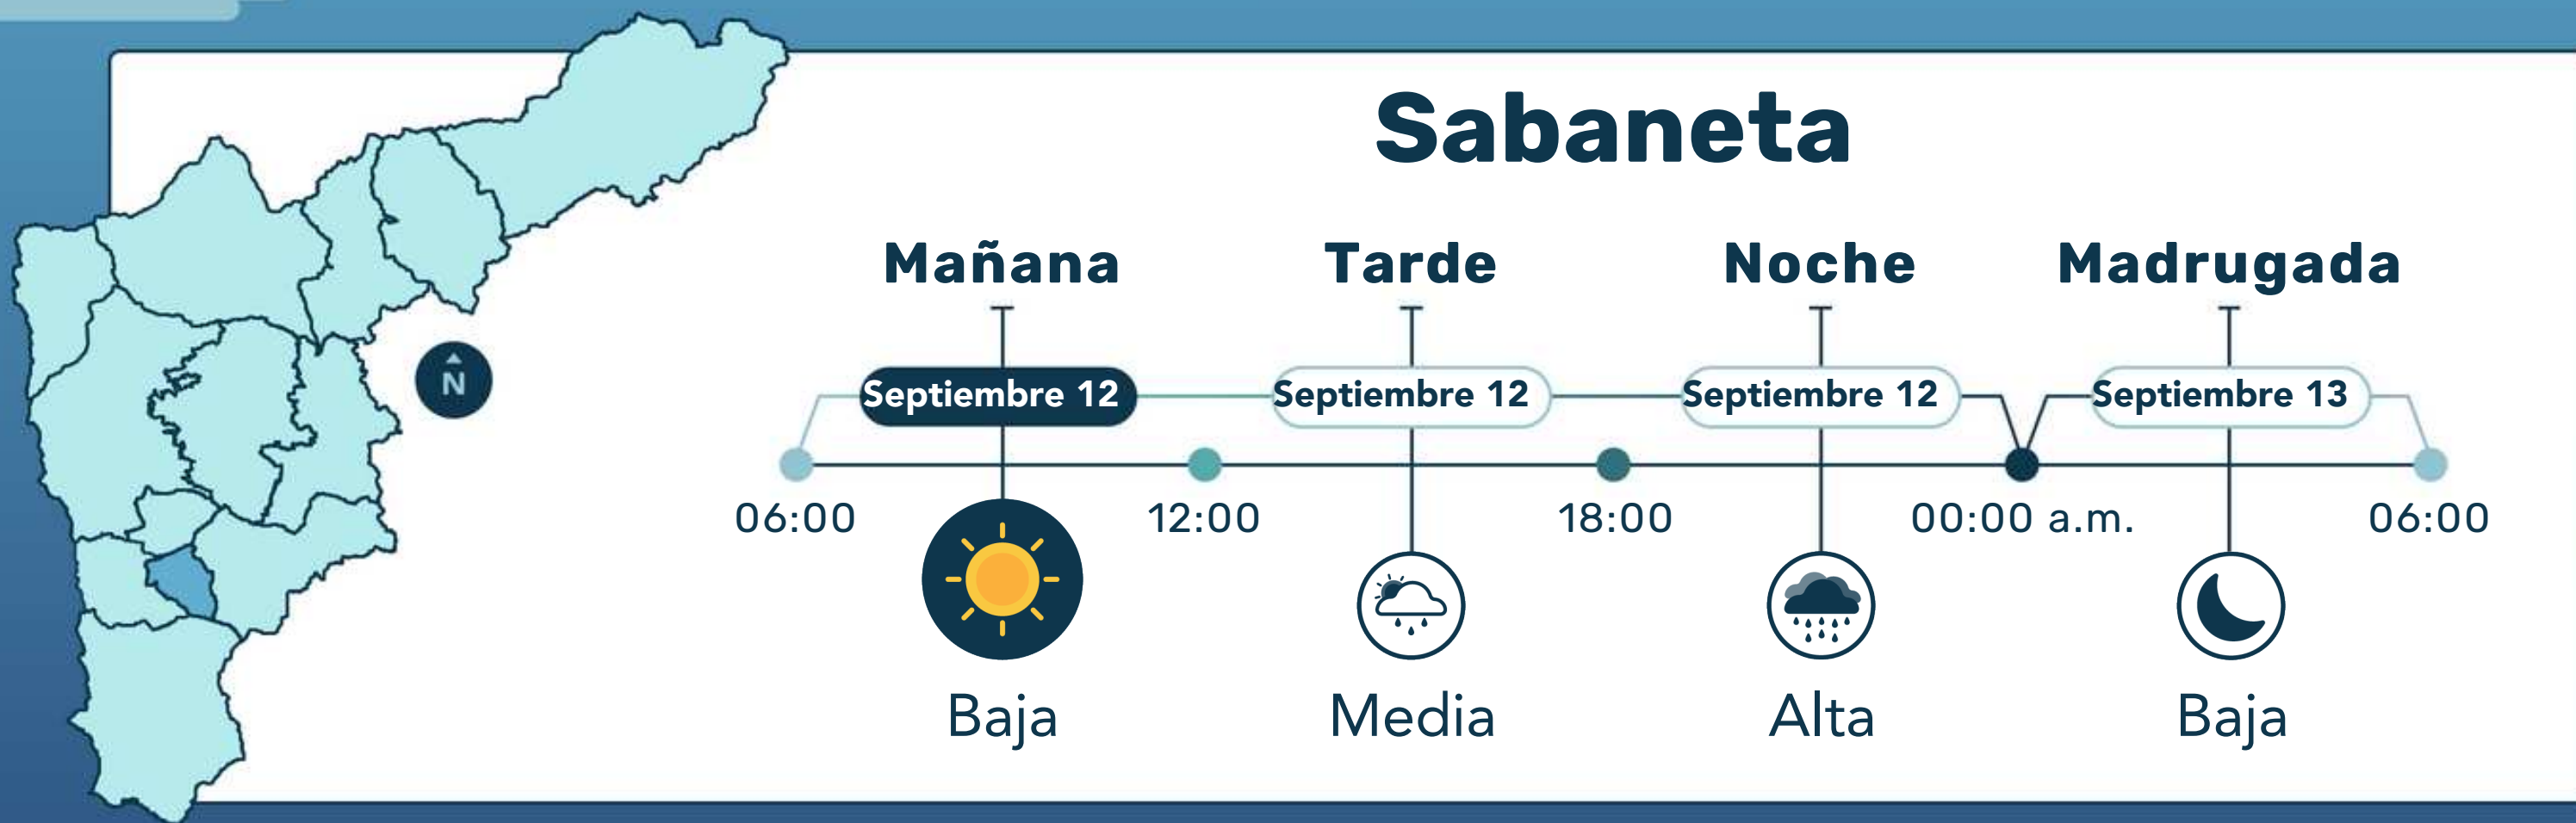 Sabaneta
Mañana Tarde Noche Madrugada
N
Septiembre 12 Septiembre 12 Septiembre 12 Septiembre 13
06:00 12:00 18:00 00:00 a.m. 06:00
Baja Media Alta Baja